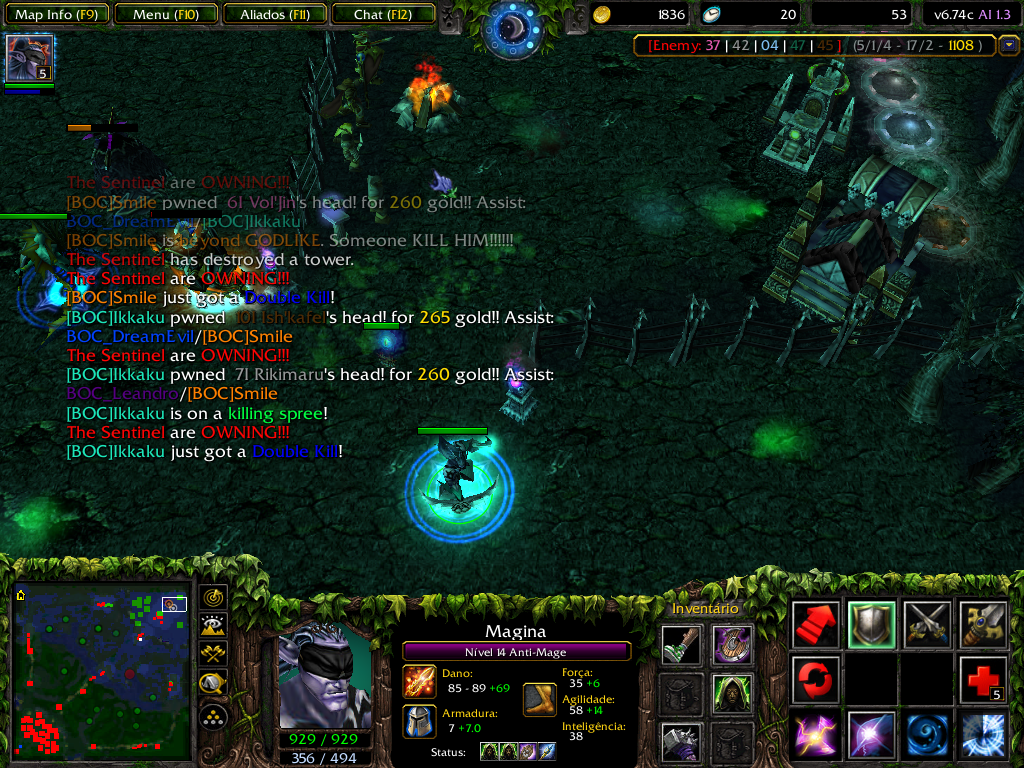 Map Info (F9) Menu (F10) Aliados (F11) Chat (F12) 1836 20 53 v6.74c AI 1.3
[Enemy: 37 | 42 | 04 | 47 | 45 ] (5/1/4 - 17/2 - 1108 )
5
The Sentinel are OWNING!!!
[BOC]Smile pwned 6| Vol'Jin's head! for 260 gold!! Assist:
BOC_DreamEvil/[BOC]Ikkaku
[BOC]Smile is beyond GODLIKE. Someone KILL HIM!!!!!!
The Sentinel has destroyed a tower.
The Sentinel are OWNING!!!
[BOC]Smile just got a Double Kill!
[BOC]Ikkaku pwned 10| Ish'kafel's head! for 265 gold!! Assist:
BOC_DreamEvil/[BOC]Smile
The Sentinel are OWNING!!!
[BOC]Ikkaku pwned 7| Rikimaru's head! for 260 gold!! Assist:
BOC_Leandro/[BOC]Smile
[BOC]Ikkaku is on a killing spree!
The Sentinel are OWNING!!!
[BOC]Ikkaku just got a Double Kill!
Magina
Nível 14 Anti-Mage
Dano:
85 - 89 +69
Armadura:
7 +7.0
Força:
35 +6
Agilidade:
58 +14
Inteligência:
38
Status:
929 / 929
356 / 494
Inventário
5